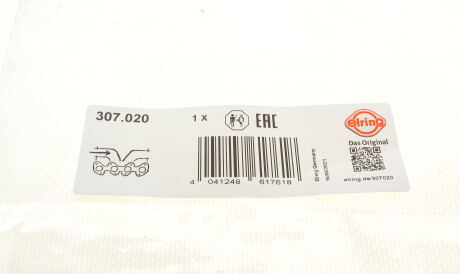 307.020
1 X
EAC
elring
Das Original
4 041248 617618
Elring Germany
elring.de/307020